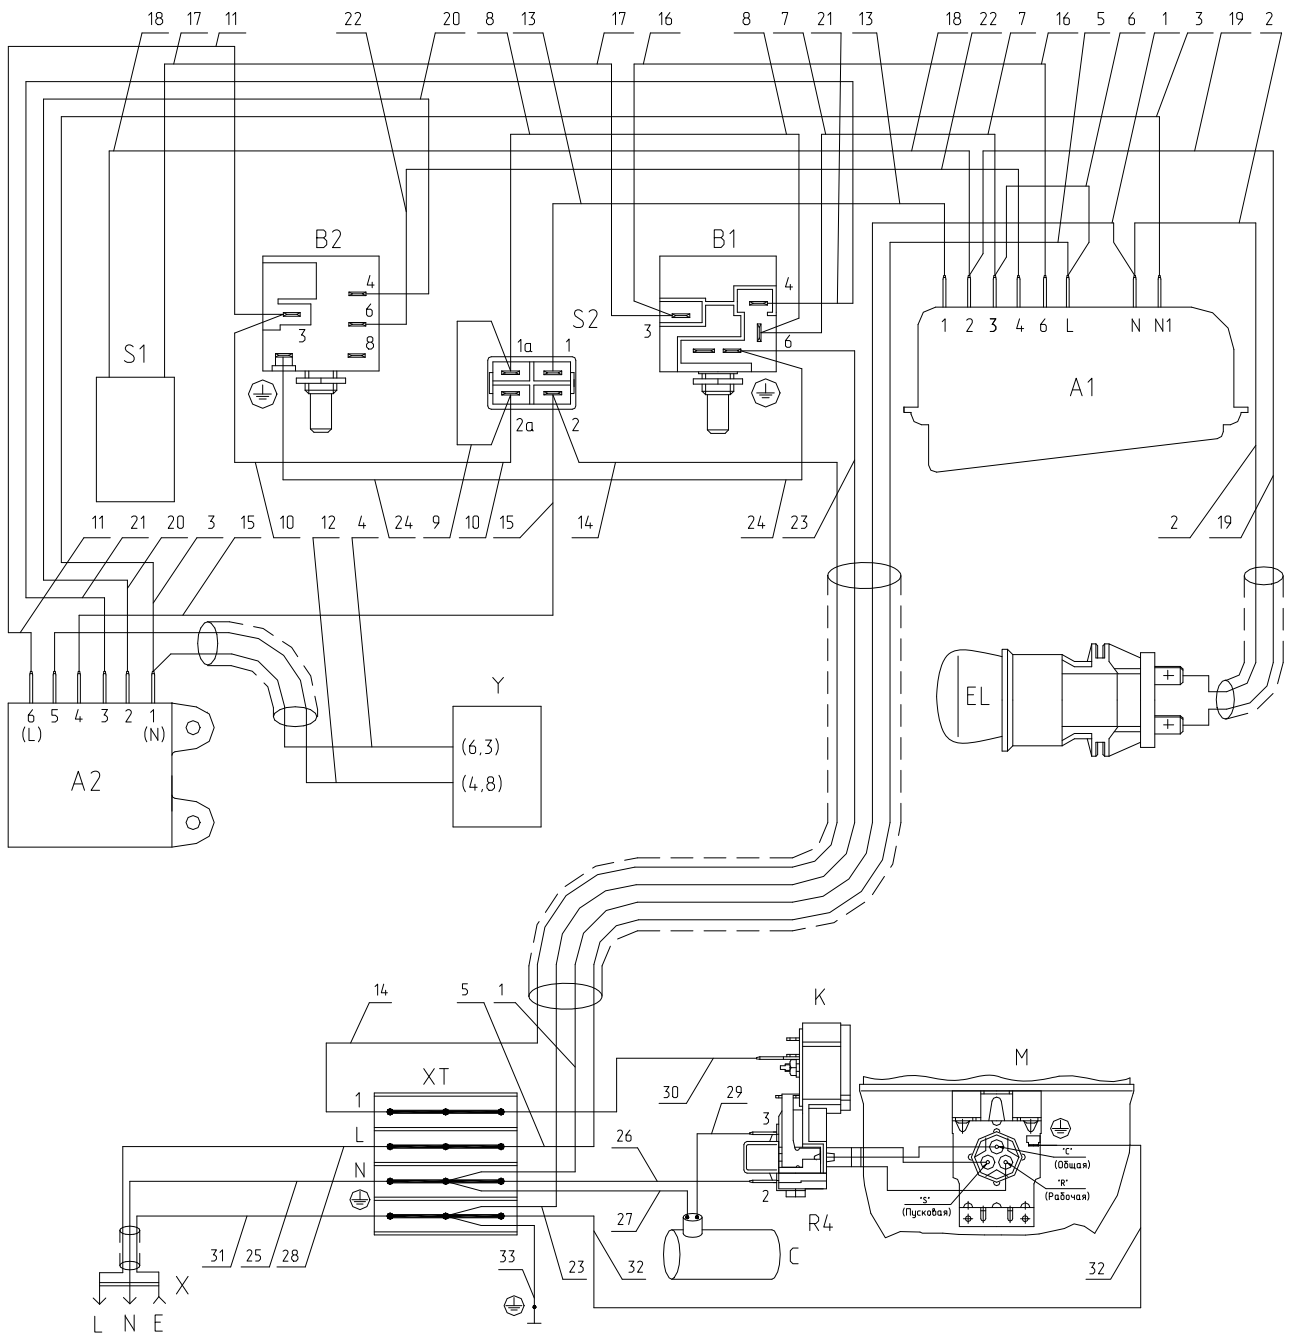 18 17 11 22 20 8 13 17 16 8 7 21 13 18 22 7 16 5 6 1 3 19 2
B2
B1
4
6
3
8
S1
S2
1a 1
2a 2
4
3
6
1 2 3 4 6 L N N1
A1
11 21 20 3 15 10 12 4 24 9 10 15 14 24 23 2 19
6 5 4 3 2 1
(L) (N)
A2
Y
(6,3)
(4,8)
EL
14 5 1
K
M
XT
1
L
N
30 29
3
2
26
27
R4
"C"
(Общая)
"R"
(Рабочая)
"S"
(Пусковая)
C
31 25 28 33 23 32 32
X
L N E